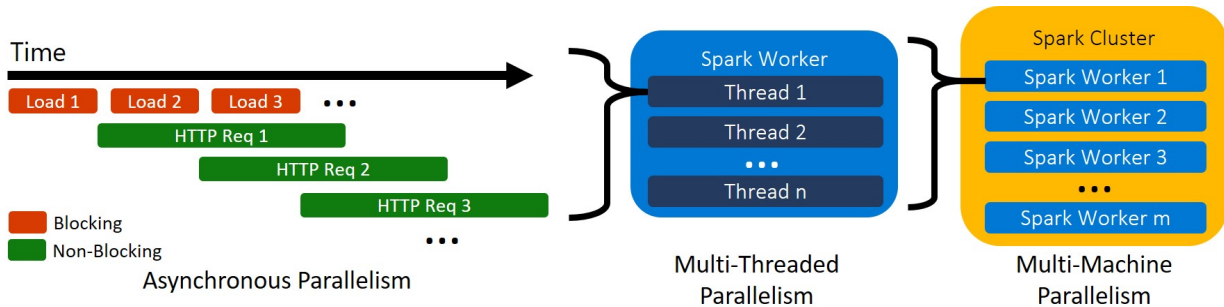 Time
Load 1 Load 2 Load 3 ...
HTTP Req 1
HTTP Req 2
HTTP Req 3
...
Blocking
Non-Blocking
Asynchronous Parallelism
Spark Worker
Thread 1
Thread 2
...
Thread n
Multi-Threaded
Parallelism
Spark Cluster
Spark Worker 1
Spark Worker 2
Spark Worker 3
...
Spark Worker m
Multi-Machine
Parallelism